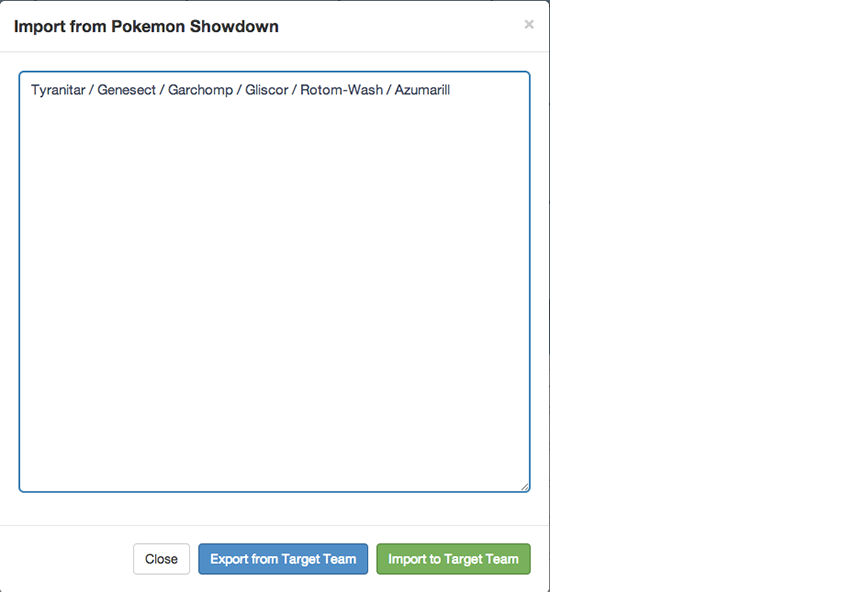 Import from Pokemon Showdown ×
Tyranitar / Genesect / Garchomp / Gliscor / Rotom-Wash / Azumarill
Close Export from Target Team Import to Target Team